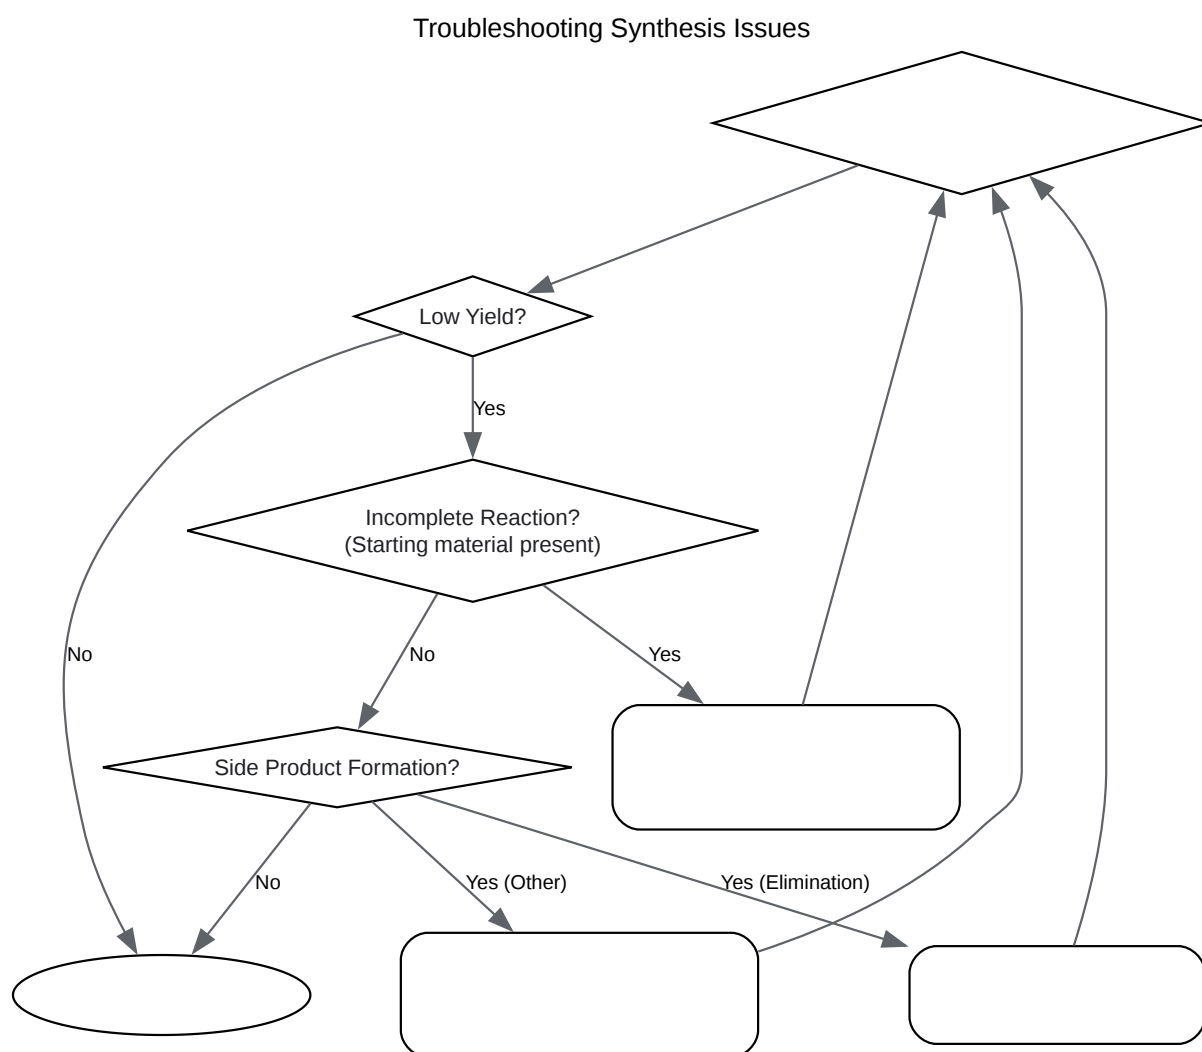 Troubleshooting Synthesis Issues
Low Yield?
Yes
Incomplete Reaction?
(Starting material present)
No
No
Yes
Side Product Formation?
No
Yes (Other)
Yes (Elimination)